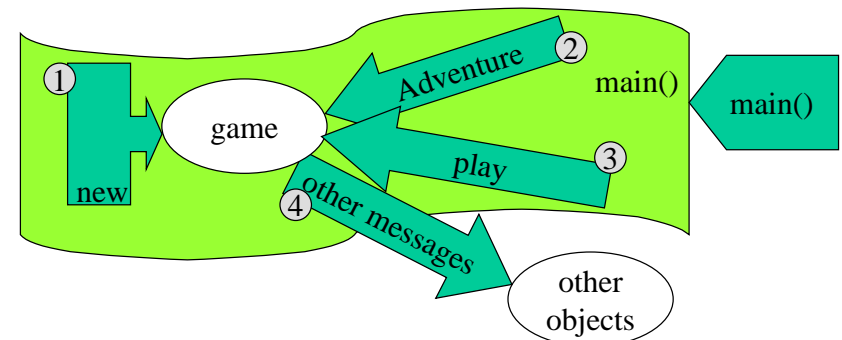 1
new
game
Adventure
2
main()
main()
play
3
4
other messages
other
objects